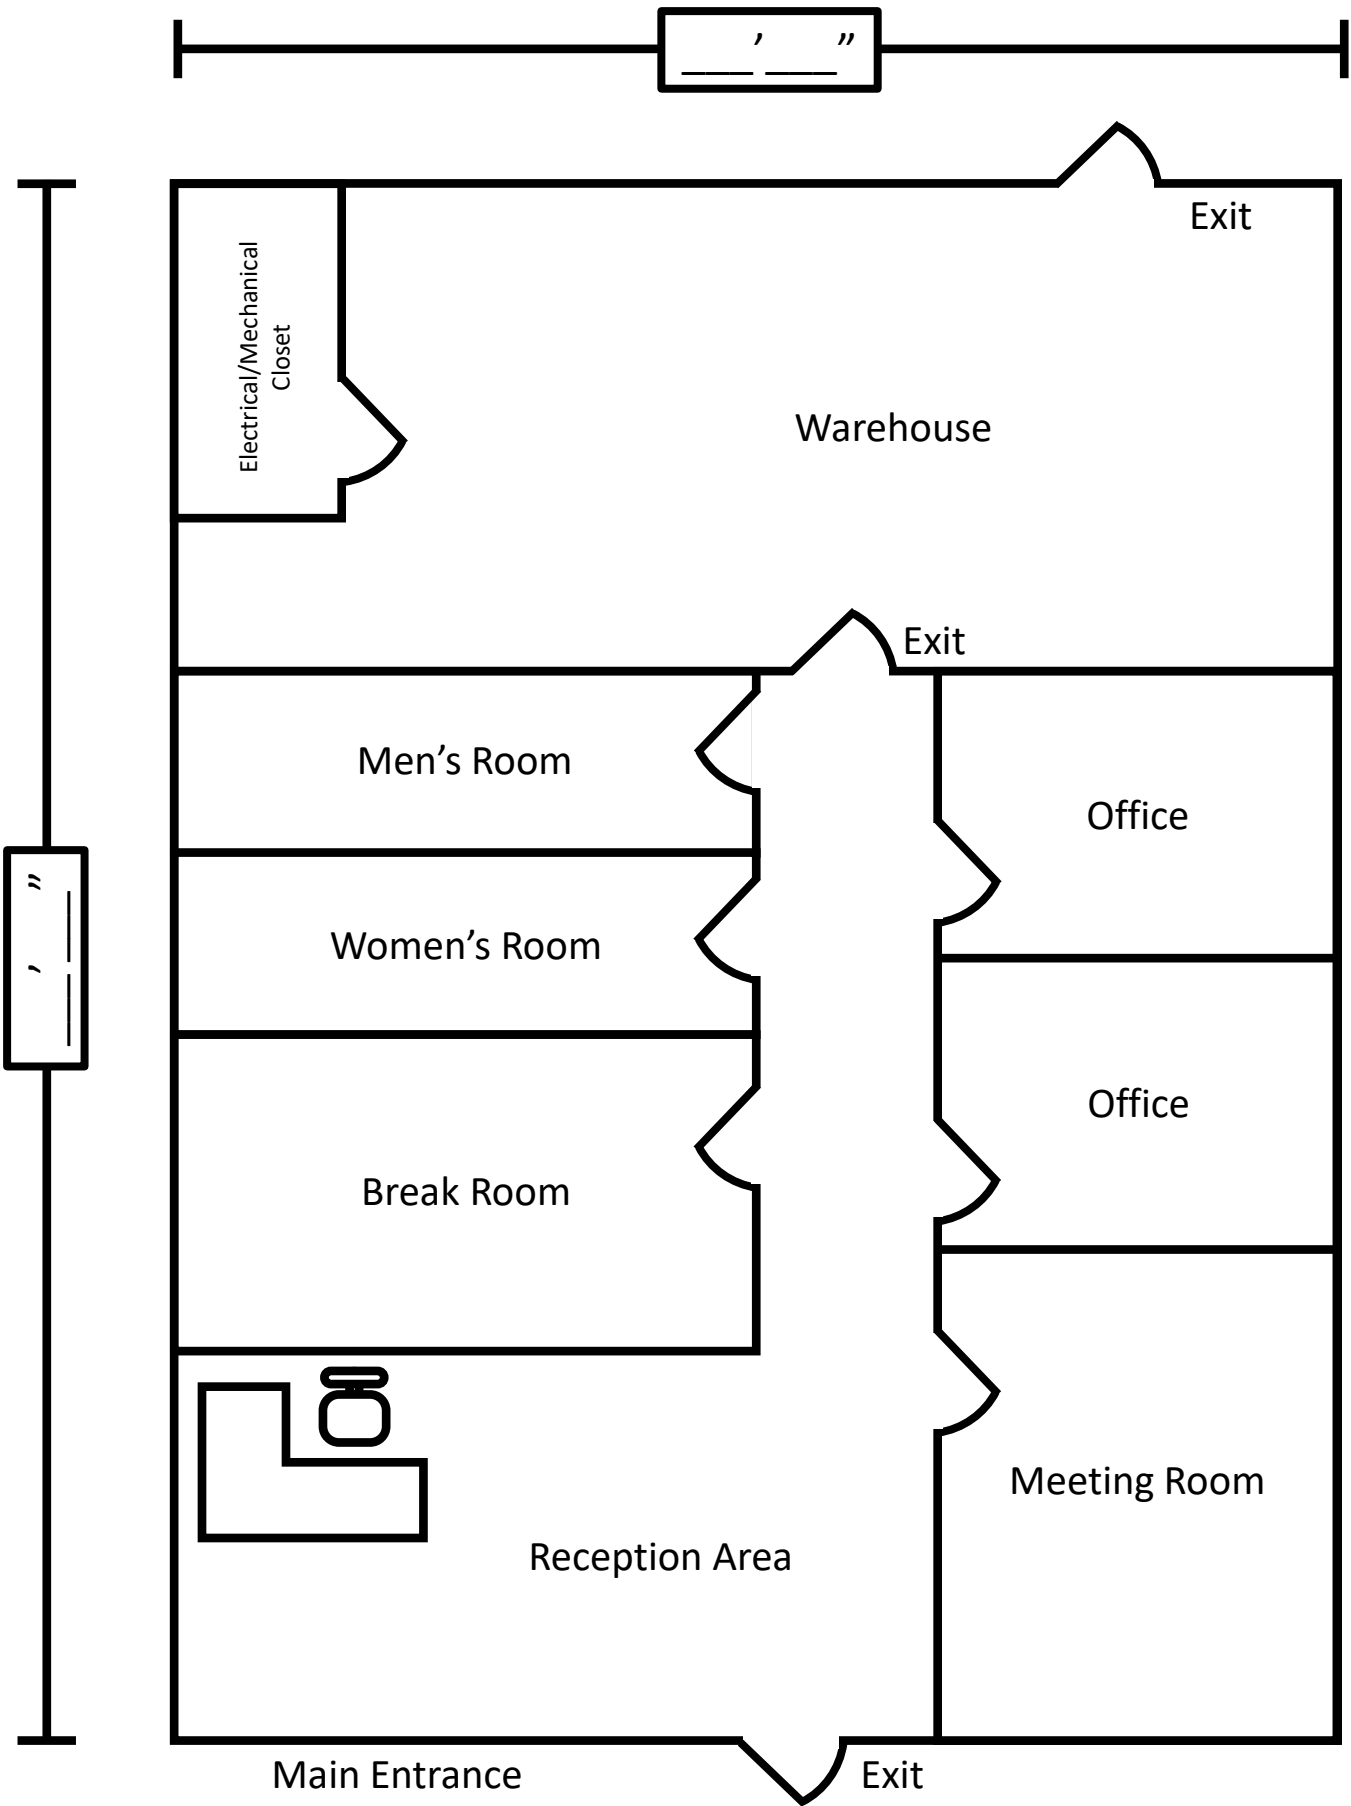 ___’___”
Exit
Electrical/Mechanical
Closet
Warehouse
Exit
Men’s Room
Office
___’___”
Women’s Room
Office
Break Room
Meeting Room
Reception Area
Main Entrance
Exit